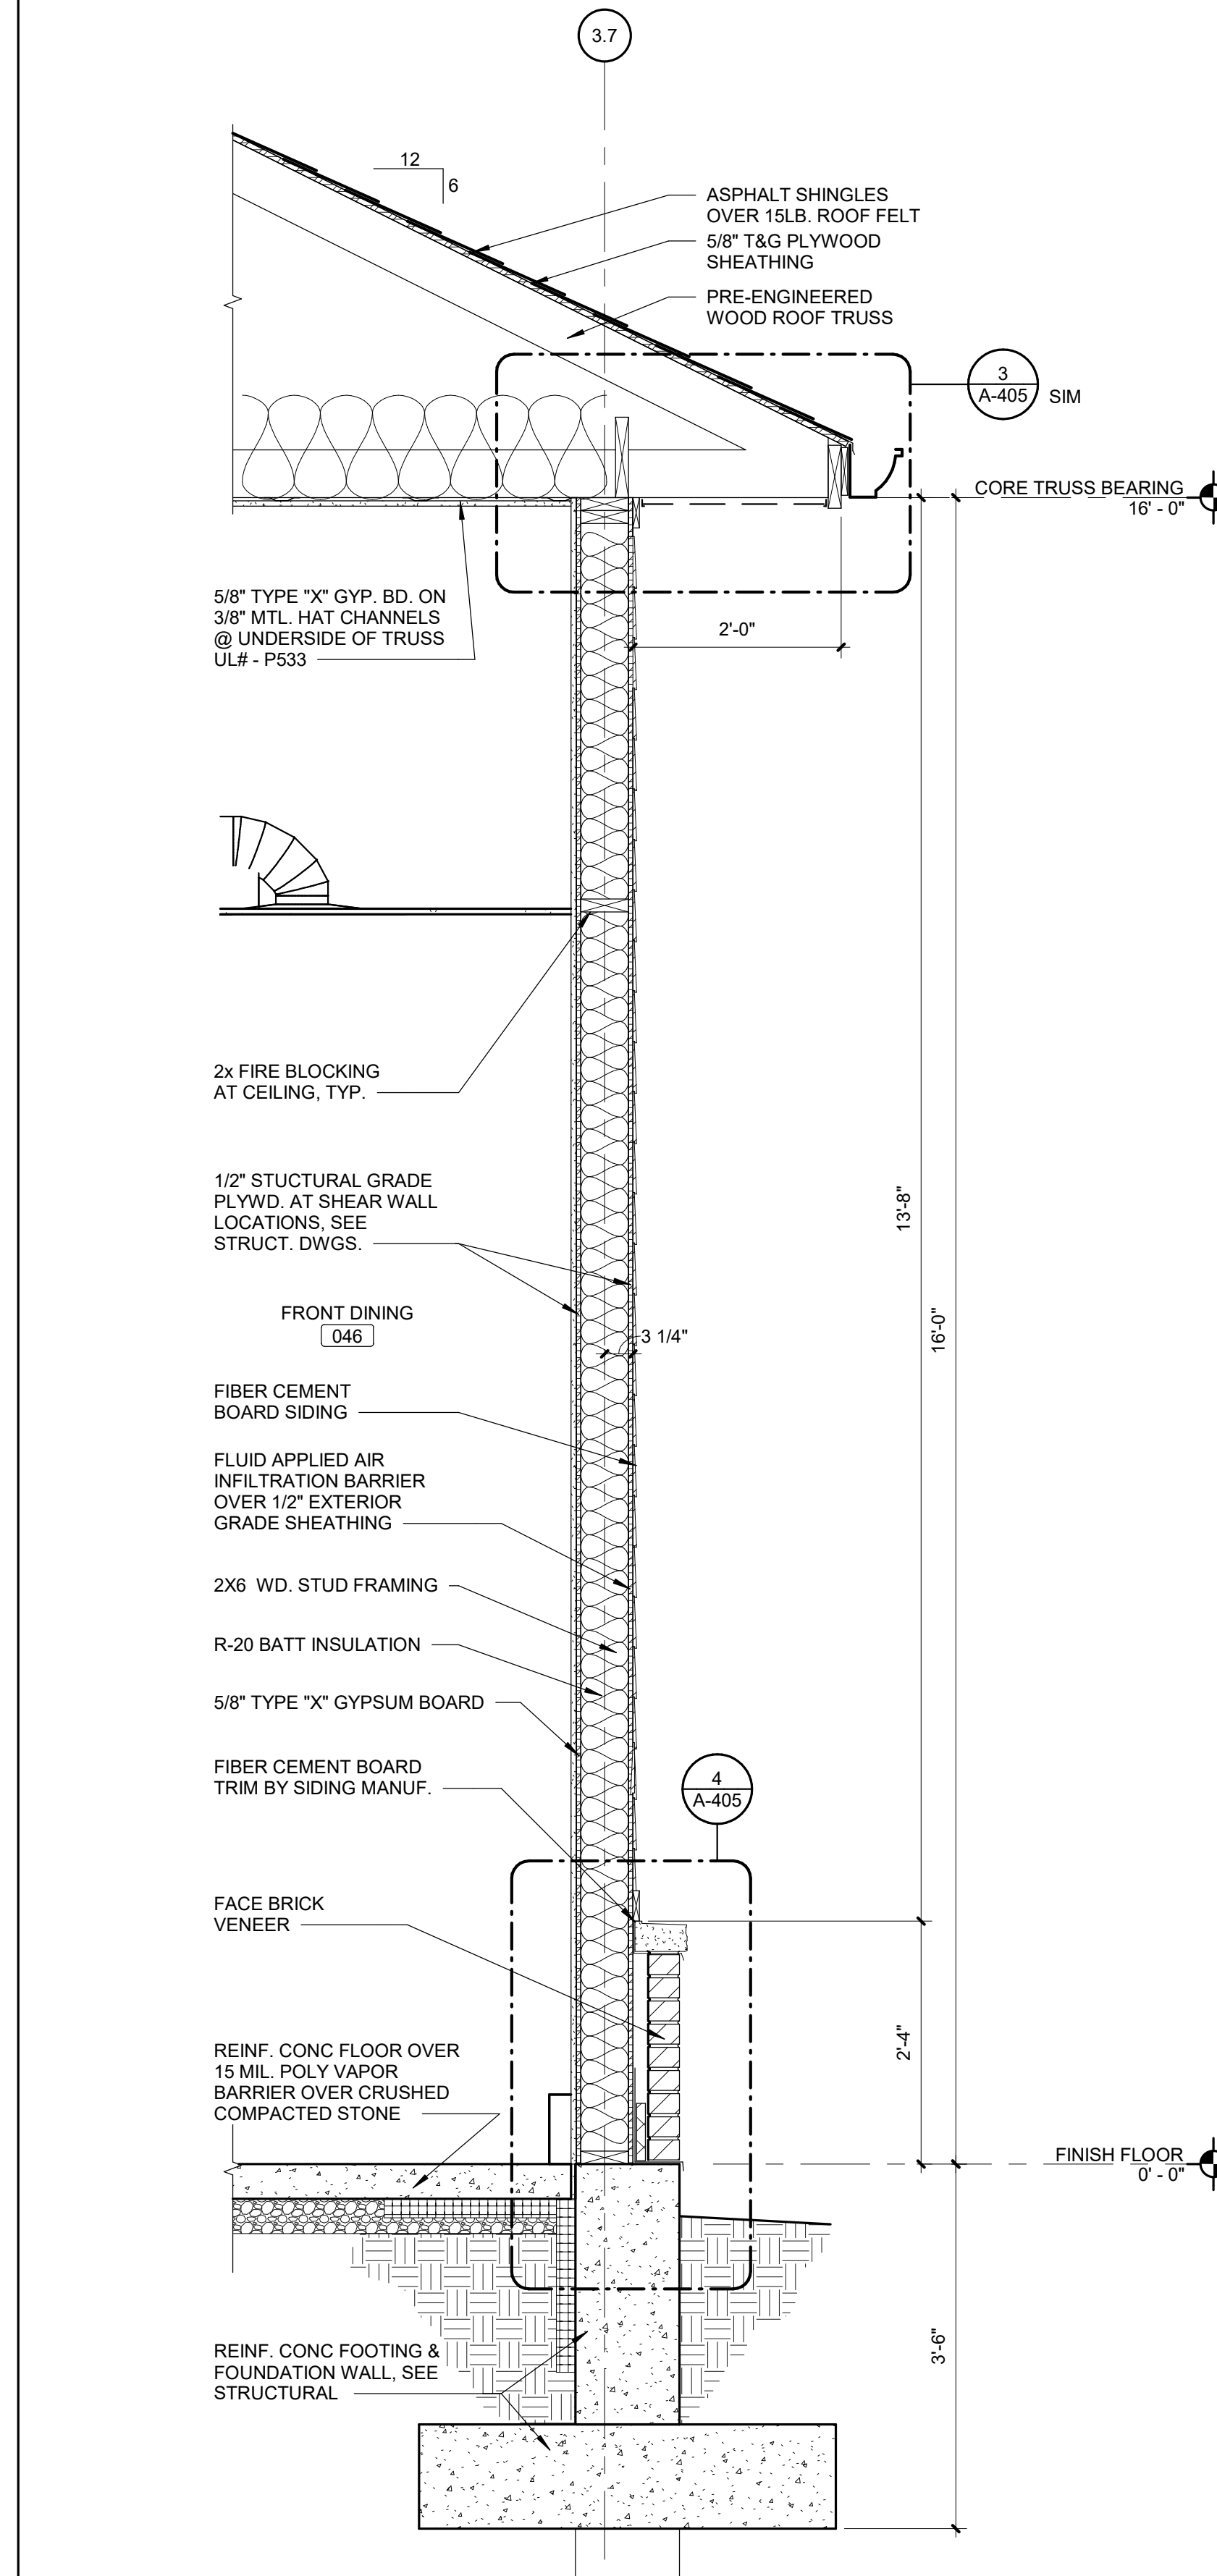 3.7
12
6
ASPHALT SHINGLES
OVER 15LB. ROOF FELT
5/8" T&G PLYWOOD
SHEATHING
PRE-ENGINEERED
WOOD ROOF TRUSS
3
A-405
SIM
CORE TRUSS BEARING
16' - 0"
5/8" TYPE "X" GYP. BD. ON
3/8" MTL. HAT CHANNELS
@ UNDERSIDE OF TRUSS
UL# - P533
2'-0"
2x FIRE BLOCKING
AT CEILING, TYP.
1/2" STUCTURAL GRADE
PLYWD. AT SHEAR WALL
LOCATIONS, SEE
STRUCT. DWGS.
13'-8"
16'-0"
FRONT DINING
046
3 1/4"
FIBER CEMENT
BOARD SIDING
FLUID APPLIED AIR
INFILTRATION BARRIER
OVER 1/2" EXTERIOR
GRADE SHEATHING
2X6 WD. STUD FRAMING
R-20 BATT INSULATION
5/8" TYPE "X" GYPSUM BOARD
FIBER CEMENT BOARD
TRIM BY SIDING MANUF.
4
A-405
FACE BRICK
VENEER
2'-4"
REINF. CONC FLOOR OVER
15 MIL. POLY VAPOR
BARRIER OVER CRUSHED
COMPACTED STONE
FINISH FLOOR
0' - 0"
3'-6"
REINF. CONC FOOTING &
FOUNDATION WALL, SEE
STRUCTURAL